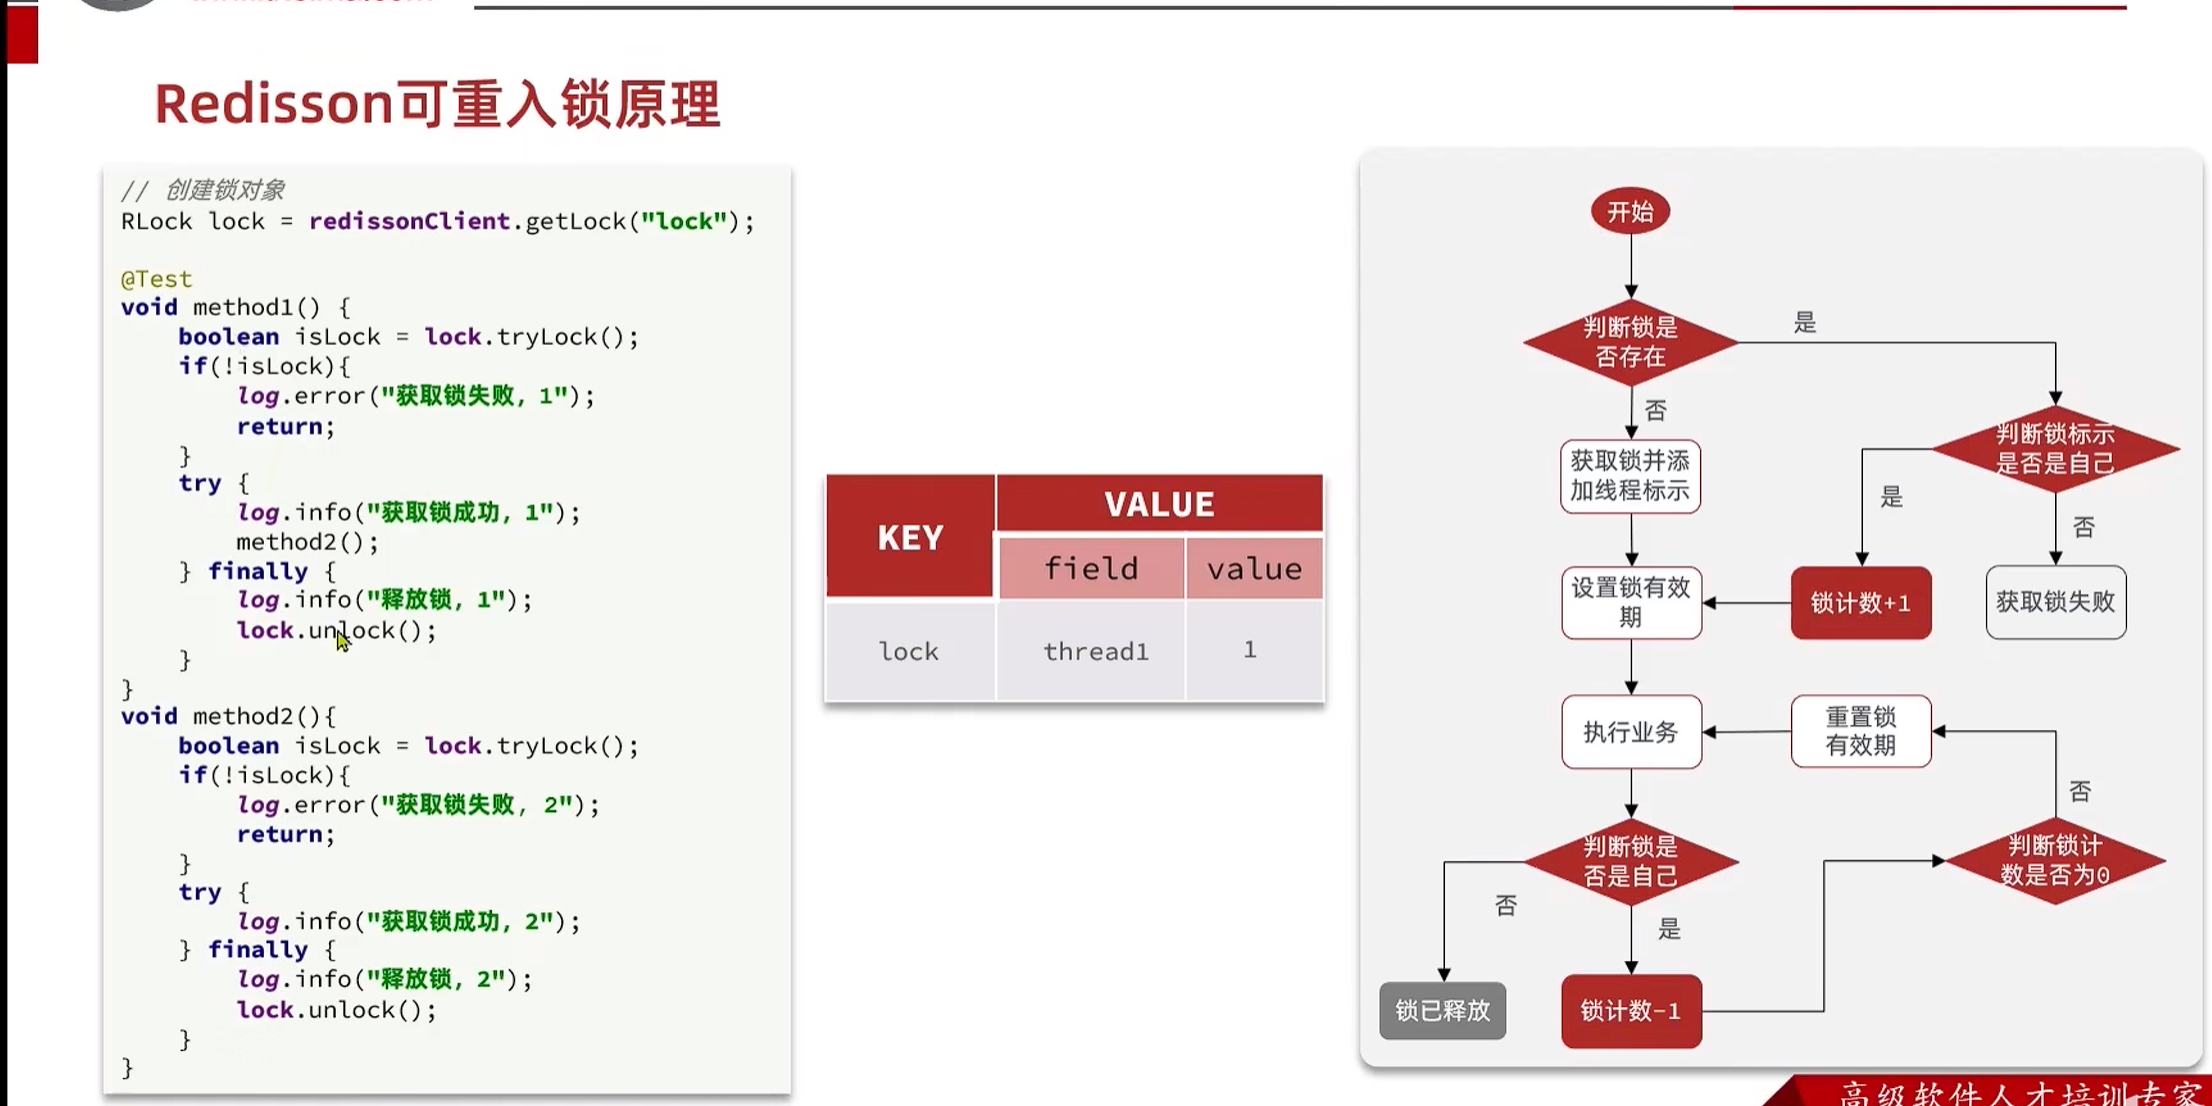 Redisson可重入锁原理
// 创建锁对象
RLock lock = redissonClient.getLock("lock");
@Test
void method1() {
boolean isLock = lock.tryLock();
if(!isLock){
log.error("获取锁失败, 1");
return;
}
try {
log.info("获取锁成功, 1");
method2();
} finally {
log.info("释放锁, 1");
lock.unlock();
}
}
void method2(){
boolean isLock = lock.tryLock();
if(!isLock){
log.error("获取锁失败, 2");
return;
}
try {
log.info("获取锁成功, 2");
} finally {
log.info("释放锁, 2");
lock.unlock();
}
}
KEY
VALUE
field
value
lock
thread1
1
开始
判断锁是
否存在
是
否
判断锁标示
是否是自己
获取锁并添
加线程标示
是
否
设置锁有效
期
锁计数+1
获取锁失败
执行业务
重置锁
有效期
否
判断锁是
否是自己
判断锁计
数是否为0
否
是
锁已释放
锁计数-1
高级软件人才培训专家